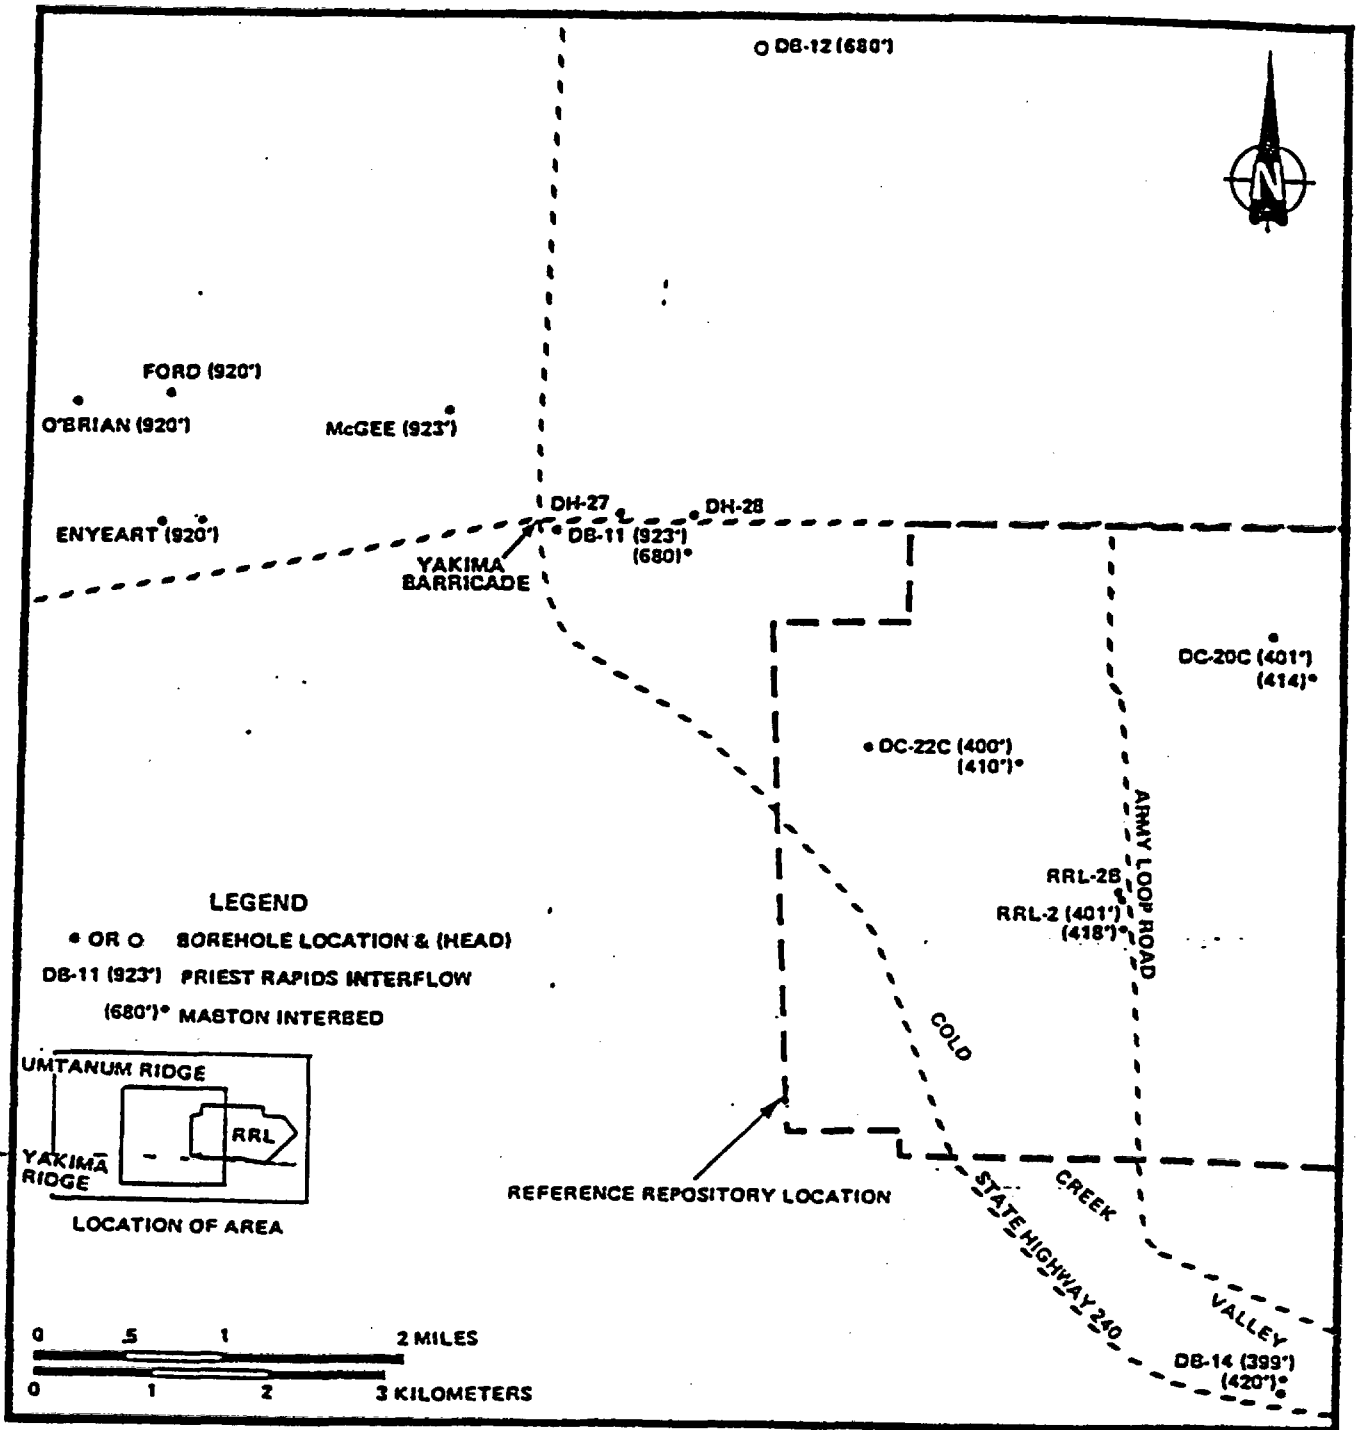 DB-12 (680')
N
FORD (920')
O'BRIAN (920')
McGEE (923')
DH-27
DH-28
ENYEART (920')
DB-11 (923')
(680)*
YAKIMA
BARRICADE
DC-20C (401')
(414)*
DC-22C (400')
(410')*
ARMY LOOP ROAD
RRL-2B
RRL-2 (401')
(418')*
LEGEND
• OR O BOREHOLE LOCATION & (HEAD)
DB-11 (923') PRIEST RAPIDS INTERFLOW
(680')* MABTON INTERBED
COLD
CREEK
VALLEY
UMTANUM RIDGE
RRL
YAKIMA
RIDGE
LOCATION OF AREA
REFERENCE REPOSITORY LOCATION
STATE HIGHWAY 240
DB-14 (399')
(420')*
0 .5 1 2 MILES
0 1 2 3 KILOMETERS